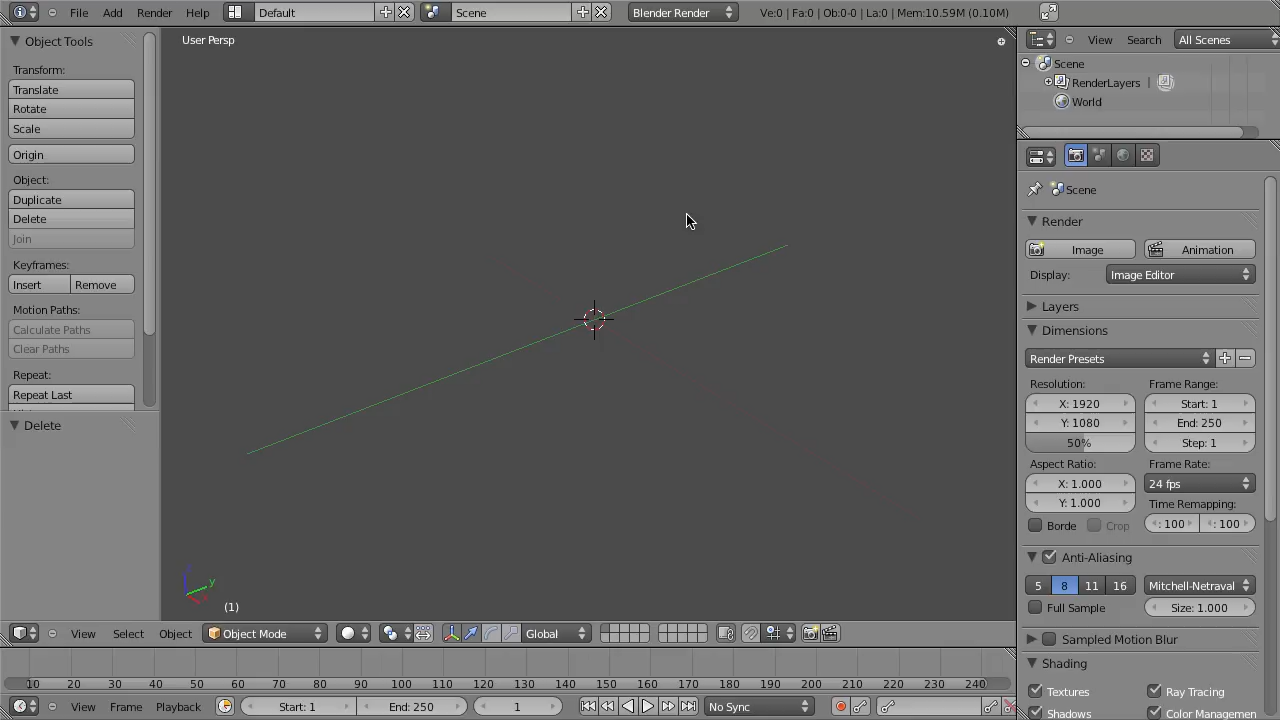 File Add Render Help Default Scene Blender Render Ve:0 | Fa:0 | Ob:0-0 | La:0 | Mem:10.59M (0.10M)
Object Tools
Transform:
Translate
Rotate
Scale
Origin
Object:
Duplicate
Delete
Join
Keyframes:
Insert Remove
Motion Paths:
Calculate Paths
Clear Paths
Repeat:
Repeat Last
Delete
User Persp
y
(1)
View Select Object Object Mode Global
10 20 30 40 50 60 70 80 90 100 110 120 130 140 150 160 170 180 190 200 210 220 230 240
View Frame Playback Start: 1 End: 250 1 No Sync
View Search All Scenes
Scene
RenderLayers |
World
Scene
Render
Image Animation
Display: Image Editor
Layers
Dimensions
Render Presets
Resolution: Frame Range:
X: 1920 Start: 1
Y: 1080 End: 250
50% Step: 1
Aspect Ratio: Frame Rate:
X: 1.000 24 fps
Y: 1.000 Time Remapping:
Borde Crop : 100 : 100
Anti-Aliasing
5 8 11 16 Mitchell-Netraval
Full Sample Size: 1.000
Sampled Motion Blur
Shading
Textures Ray Tracing
Shadows Color Managemen